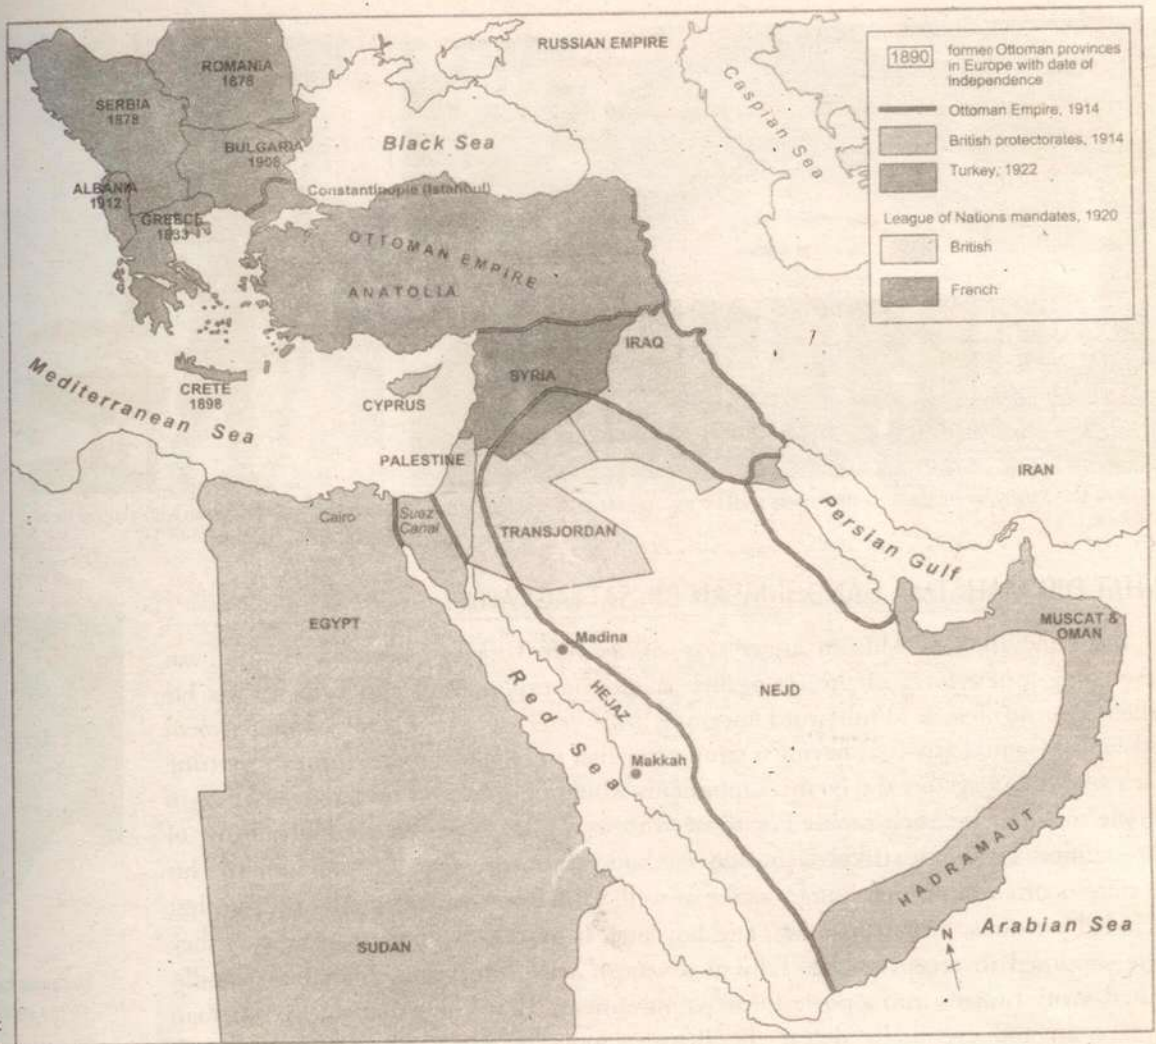 RUSSIAN EMPIRE
ROMANIA
1878
SERBIA
1878
BULGARIA
1908
Black Sea
Caspian Sea
ALBANIA
1912
Constantinople (Istanbul)
GREECE
1833
OTTOMAN EMPIRE
ANATOLLA
IRAQ
SYRIA
CRETE
1898
CYPRUS
Mediterranean Sea
PALESTINE
IRAN
Cairo
Suez
Canal
TRANSJORDAN
Persian Gulf
EGYPT
MUSCAT &
OMAN
Madina
HEJAZ
NEJD
Red Sea
Makkah
HADRAMAUT
Arabian Sea
N
SUDAN
1890 former Ottoman provinces
in Europe with date of
Independence
Ottoman Empire, 1914
British protectorates, 1914
Turkey, 1922
League of Nations mandates, 1920
British
French